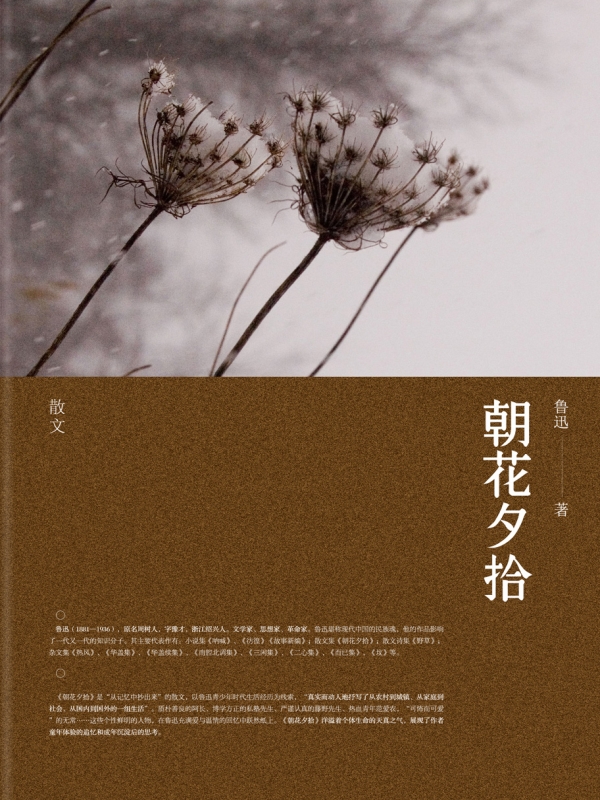 散文
朝花夕拾
鲁迅
著
鲁迅（1881—1936），原名周树人，字豫才，浙江绍兴人。文学家、思想家、革命家。鲁迅堪称现代中国的民族魂，他的作品影响
了一代又一代的知识分子。其主要代表作有：小说集《呐喊》、《彷徨》、《故事新编》；散文集《朝花夕拾》；散文诗集《野草》；
杂文集《热风》、《华盖集》、《华盖集续集》、《南腔北调集》、《三闲集》、《二心集》、《而已集》、《坟》等。
《朝花夕拾》是“从记忆中抄出来”的散文，以鲁迅青少年时代生活经历为线索，“真实而动人地抒写了从农村到城镇，从家庭到
社会，从国内到国外的一组生活”，质朴善良的阿长、博学方正的私塾先生、严谨认真的藤野先生、热血青年范爱农、“可怖而可爱
”的无常……这些个性鲜明的人物，在鲁迅充满爱与温情的回忆中跃然纸上。《朝花夕拾》洋溢着个体生命的天真之气，展现了作者
童年体验的追忆和成年沉淀后的思考。